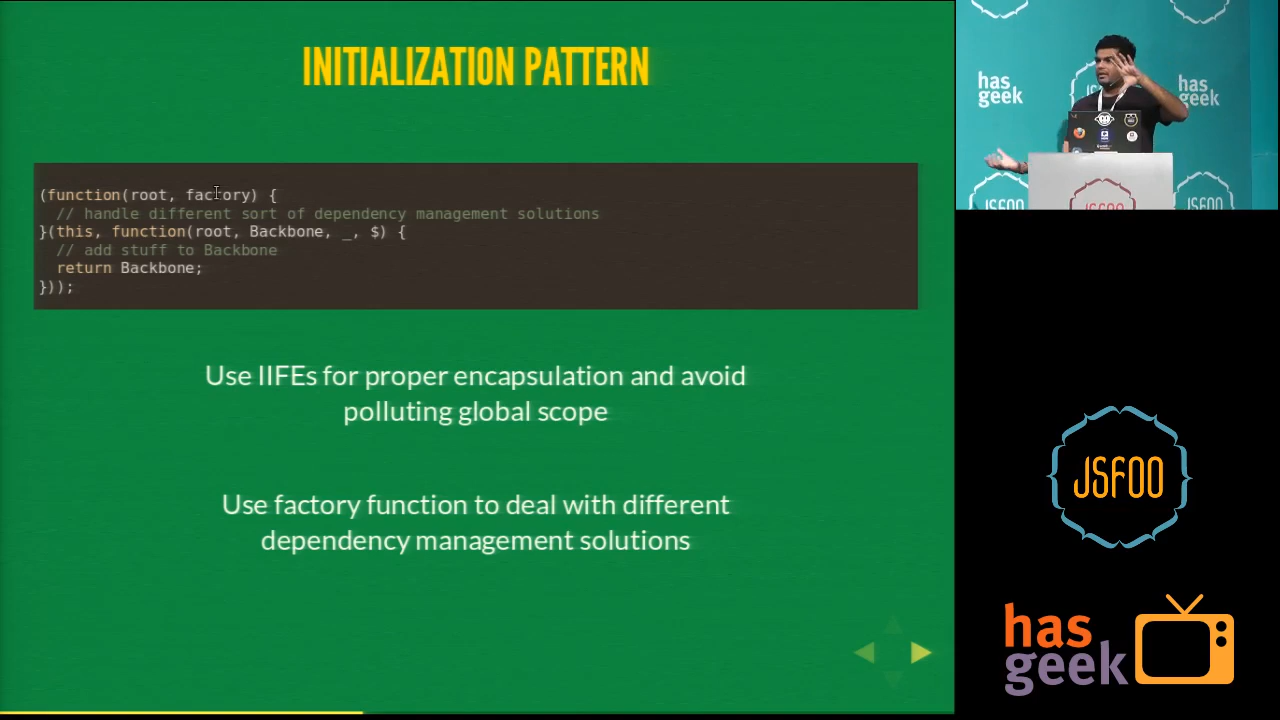 INITIALIZATION PATTERN
(function(root, factory) {
// handle different sort of dependency management solutions
}(this, function(root, Backbone, _, $) {
// add stuff to Backbone
return Backbone;
}));
Use IIFEs for proper encapsulation and avoid
polluting global scope
Use factory function to deal with different
dependency management solutions
has
geek
has
geek
JSFOO
JSFOO
has
geek